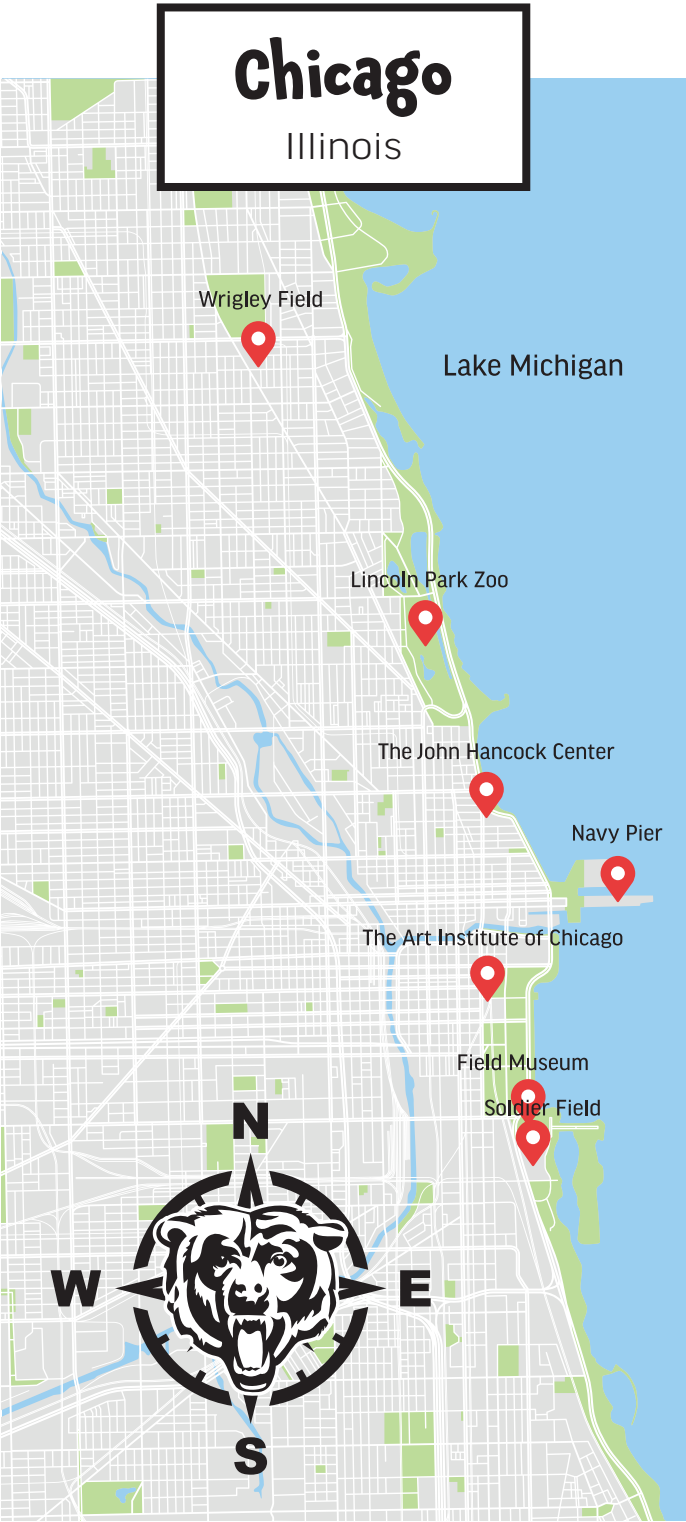 Chicago
Illinois
Wrigley Field
Lake Michigan
Lincoln Park Zoo
The John Hancock Center
Navy Pier
The Art Institute of Chicago
Field Museum
Soldier Field
N
W
E
S